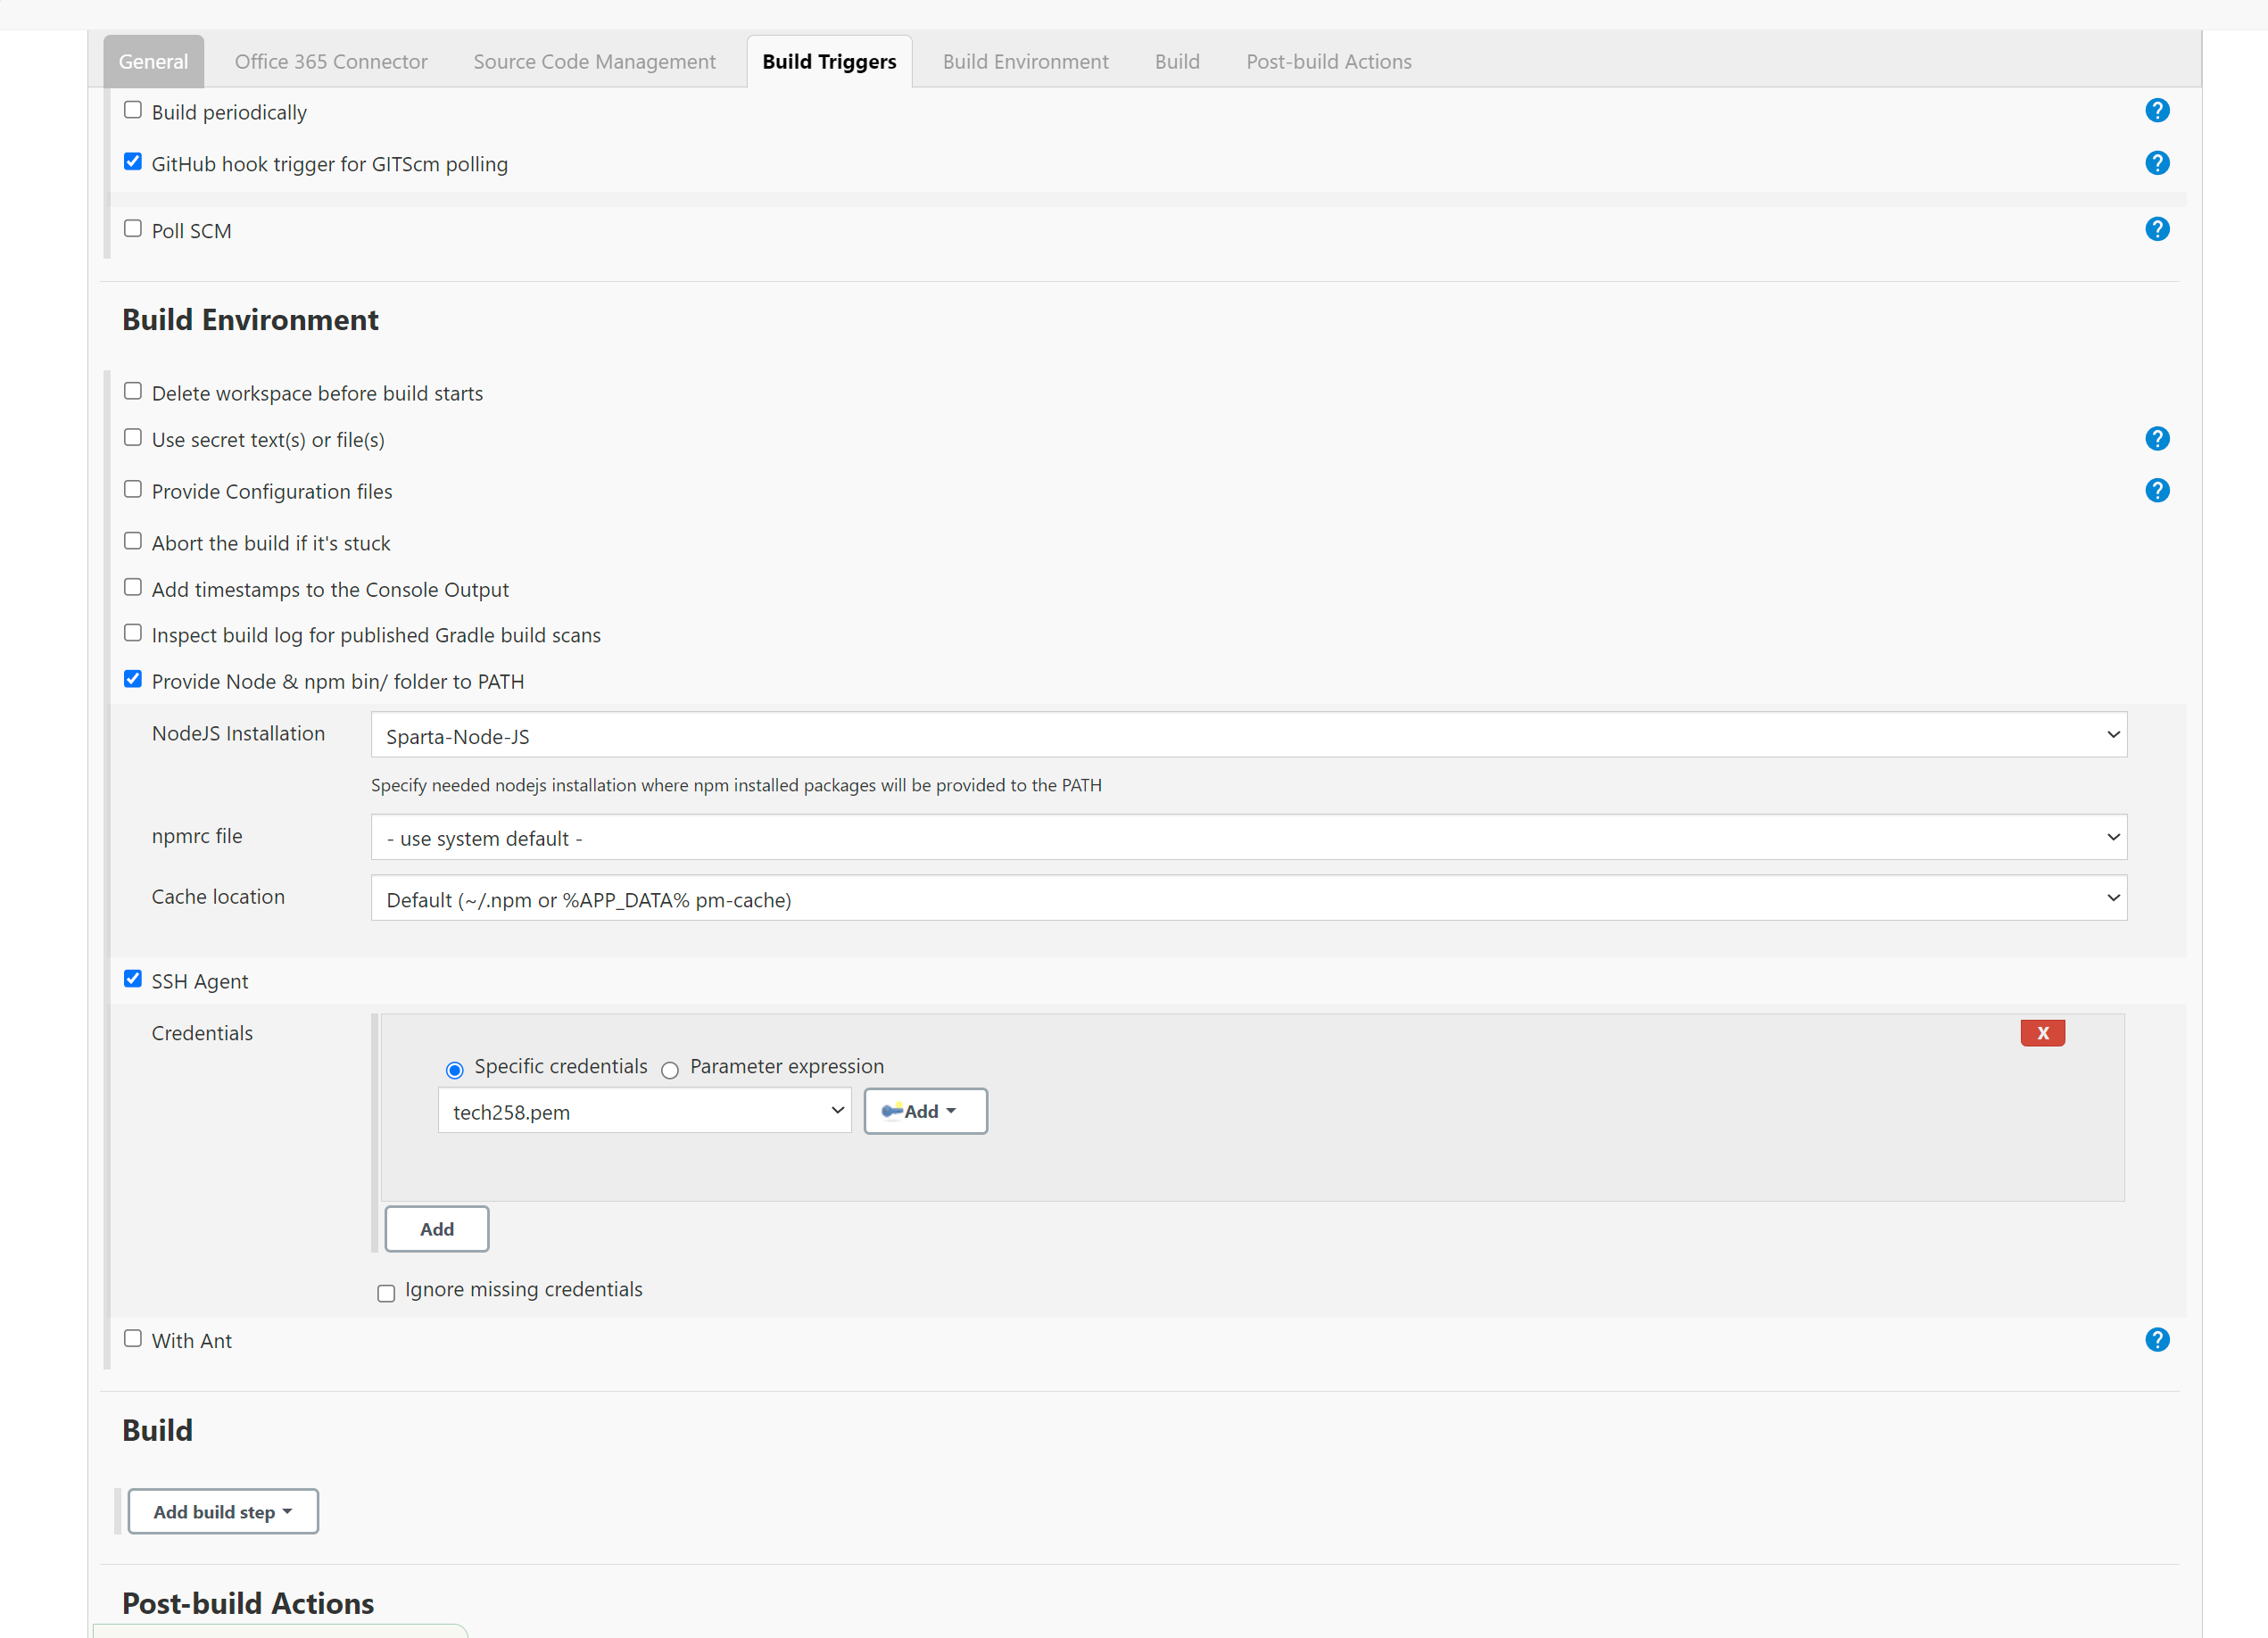 General Office 365 Connector Source Code Management Build Triggers Build Environment Build Post-build Actions
Build periodically ?
GitHub hook trigger for GITScm polling ?
Poll SCM ?
Build Environment
Delete workspace before build starts
Use secret text(s) or file(s) ?
Provide Configuration files ?
Abort the build if it's stuck
Add timestamps to the Console Output
Inspect build log for published Gradle build scans
Provide Node & npm bin/ folder to PATH
NodeJS Installation Sparta-Node-JS
Specify needed nodejs installation where npm installed packages will be provided to the PATH
npmrc file - use system default -
Cache location Default (~/.npm or %APP_DATA% pm-cache)
SSH Agent
Credentials X
Specific credentials Parameter expression
tech258.pem Add
Add
Ignore missing credentials
With Ant ?
Build
Add build step
Post-build Actions